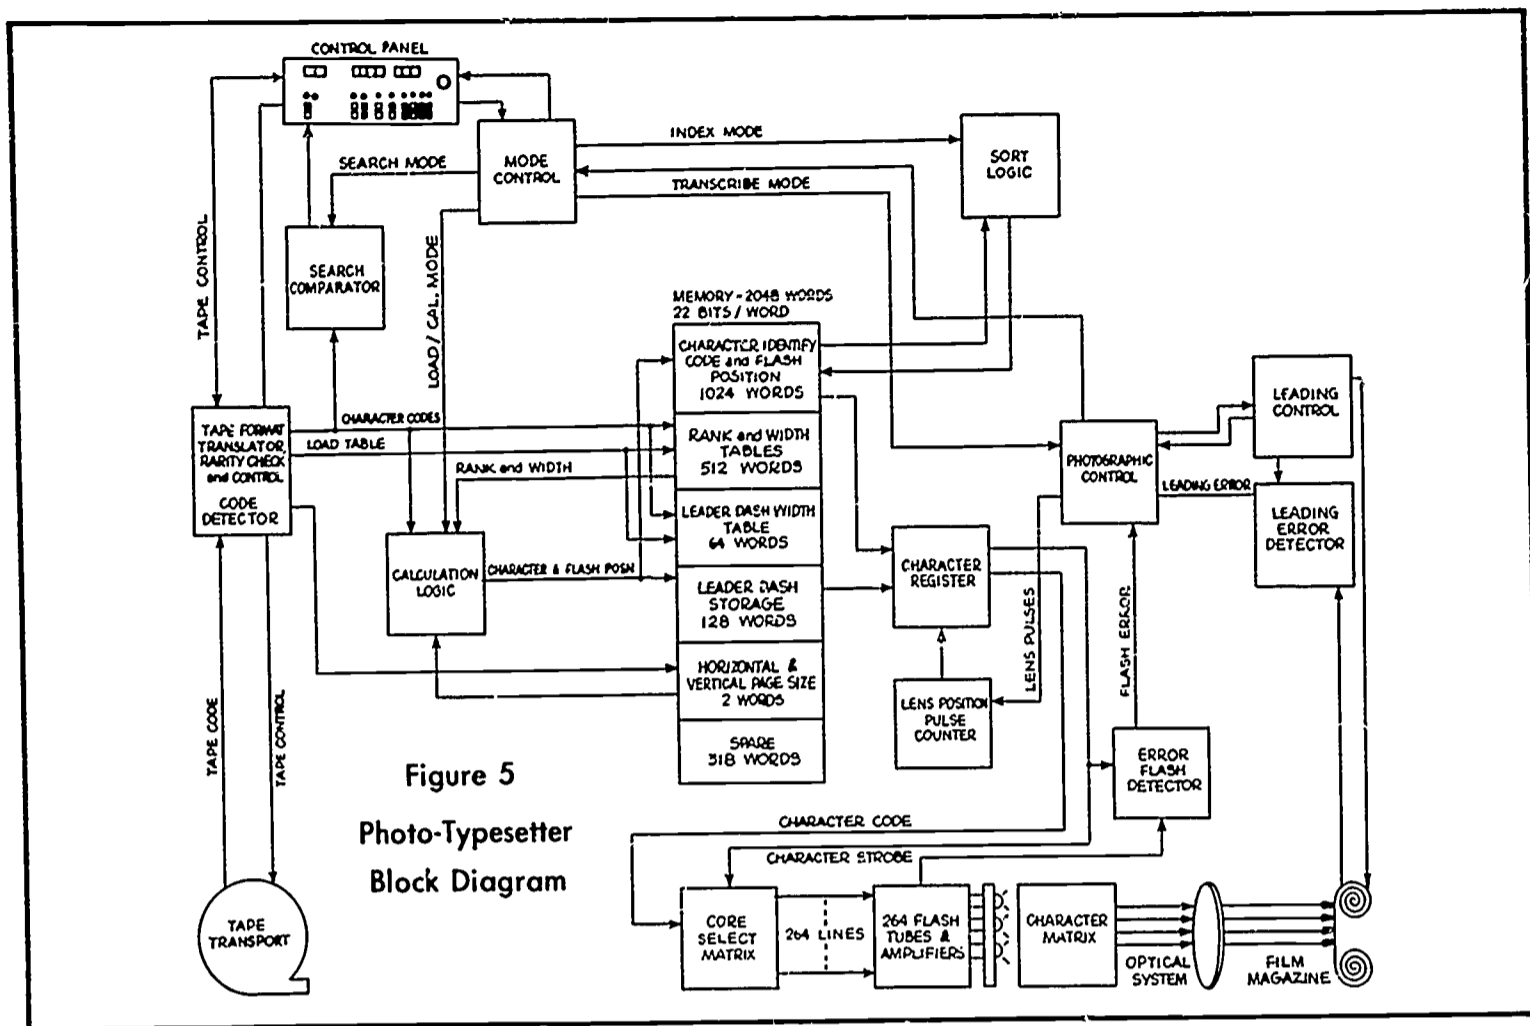 CONTROL PANEL
INDEX MODE
SORT
LOGIC
SEARCH MODE
MODE
CONTROL
TRANSCRIBE MODE
TAPE CONTROL
LOAD / CAL. MODE
SEARCH
COMPARATOR
MEMORY - 2048 WORDS
22 BITS / WORD
CHARACTER IDENTIFY
CODE and FLASH
POSITION
1024 WORDS
RANK and WIDTH
TABLES
512 WORDS
LEADER DASH WIDTH
TABLE
64 WORDS
LEADER DASH
STORAGE
128 WORDS
HORIZONTAL &
VERTICAL PAGE SIZE
2 WORDS
SPARE
318 WORDS
TAPE FORMAT
TRANSLATOR,
RARITY CHECK
and CONTROL
CODE
DETECTOR
CHARACTER CODES
LOAD TABLE
RANK and WIDTH
CALCULATION
LOGIC
CHARACTER & FLASH POSN
CHARACTER
REGISTER
LENS POSITION
PULSE
COUNTER
LENS PULSES
PHOTOGRAPHIC
CONTROL
LEADING
CONTROL
LEADING ERROR
LEADING
ERROR
DETECTOR
FLASH ERROR
ERROR
FLASH
DETECTOR
TAPE CODE
TAPE CONTROL
TAPE
TRANSPORT
Figure 5
Photo-Typesetter
Block Diagram
CHARACTER CODE
CHARACTER STROBE
CORE
SELECT
MATRIX
264 LINES
264 FLASH
TUBES &
AMPLIFIERS
CHARACTER
MATRIX
OPTICAL
SYSTEM
FILM
MAGAZINE